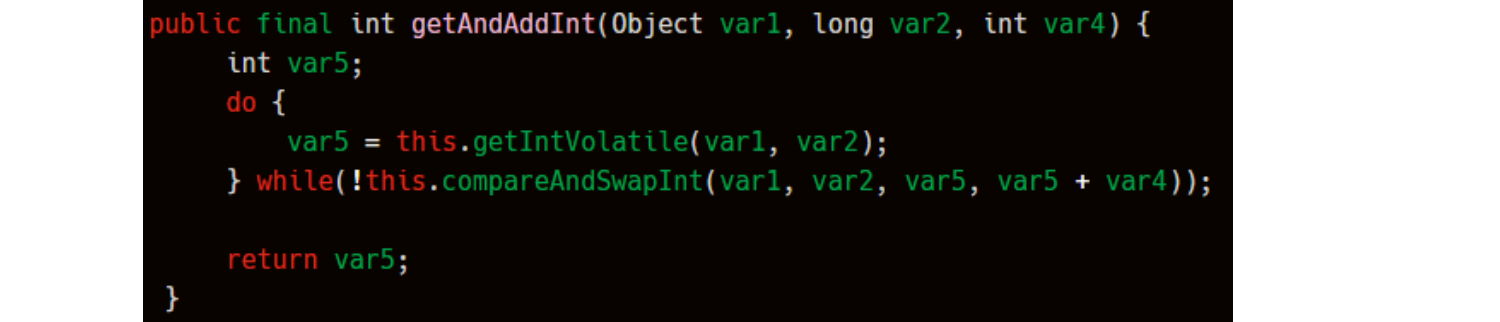 public final int getAndAddInt(Object var1, long var2, int var4) {
int var5;
do {
var5 = this.getIntVolatile(var1, var2);
} while(!this.compareAndSwapInt(var1, var2, var5, var5 + var4));
return var5;
}